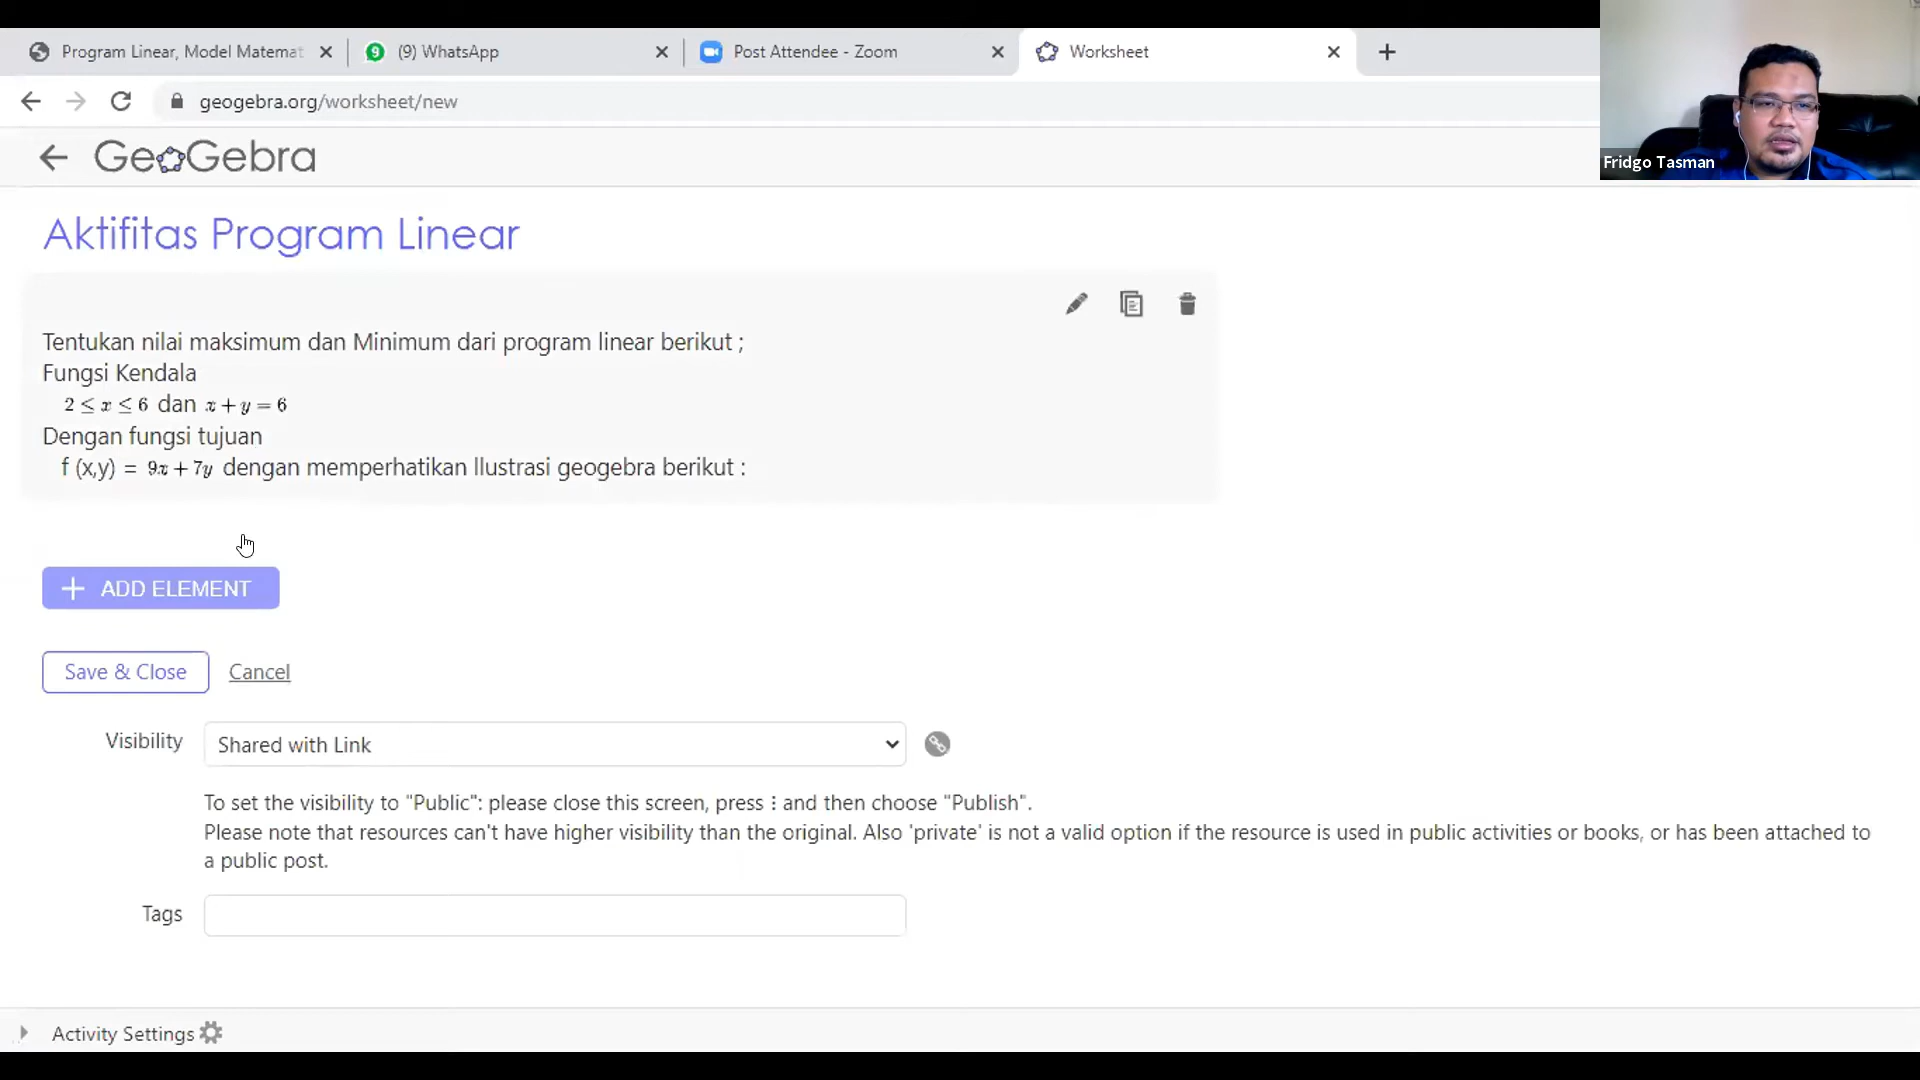 Program Linear, Model Matemat
(9) WhatsApp
Post Attendee - Zoom
Worksheet
geogebra.org/worksheet/new
GeoGebra
Fridgo Tasman
Aktifitas Program Linear
Tentukan nilai maksimum dan Minimum dari program linear berikut ;
Fungsi Kendala
2 ≤ x ≤ 6 dan x + y = 6
Dengan fungsi tujuan
f (x,y) = 9x + 7y dengan memperhatikan Ilustrasi geogebra berikut :
+ ADD ELEMENT
Save & Close Cancel
Visibility Shared with Link
To set the visibility to "Public": please close this screen, press ⋮ and then choose "Publish".
Please note that resources can't have higher visibility than the original. Also 'private' is not a valid option if the resource is used in public activities or books, or has been attached to
a public post.
Tags
Activity Settings